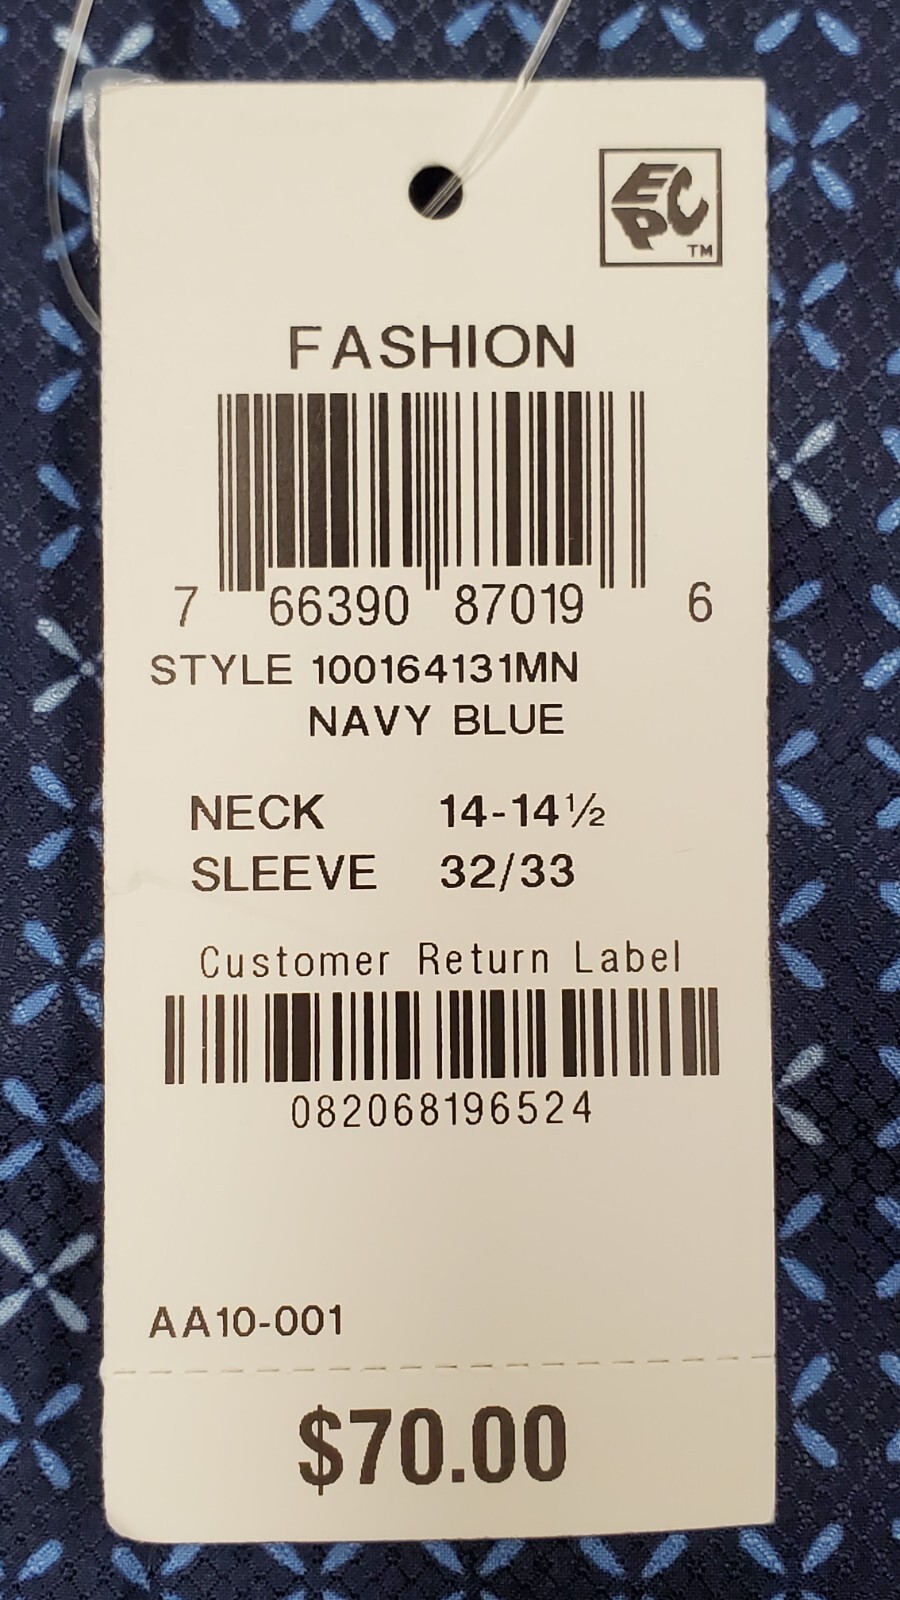 EPC
TM
FASHION
7 66390 87019 6
STYLE 100164131MN
NAVY BLUE
NECK 14-14½
SLEEVE 32/33
Customer Return Label
082068196524
AA10-001
$70.00